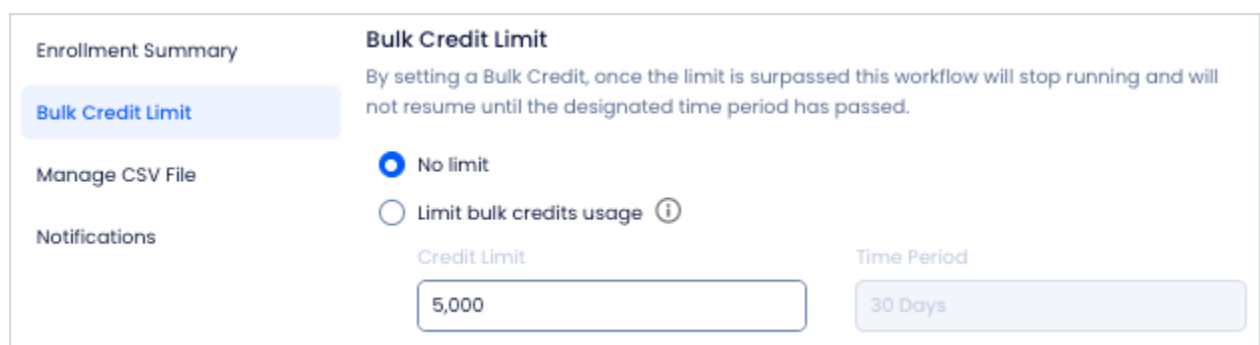 Enrollment Summary
Bulk Credit Limit
Manage CSV File
Notifications
Bulk Credit Limit
By setting a Bulk Credit, once the limit is surpassed this workflow will stop running and will
not resume until the designated time period has passed.
No limit
Limit bulk credits usage
Credit Limit
Time Period
5,000
30 Days